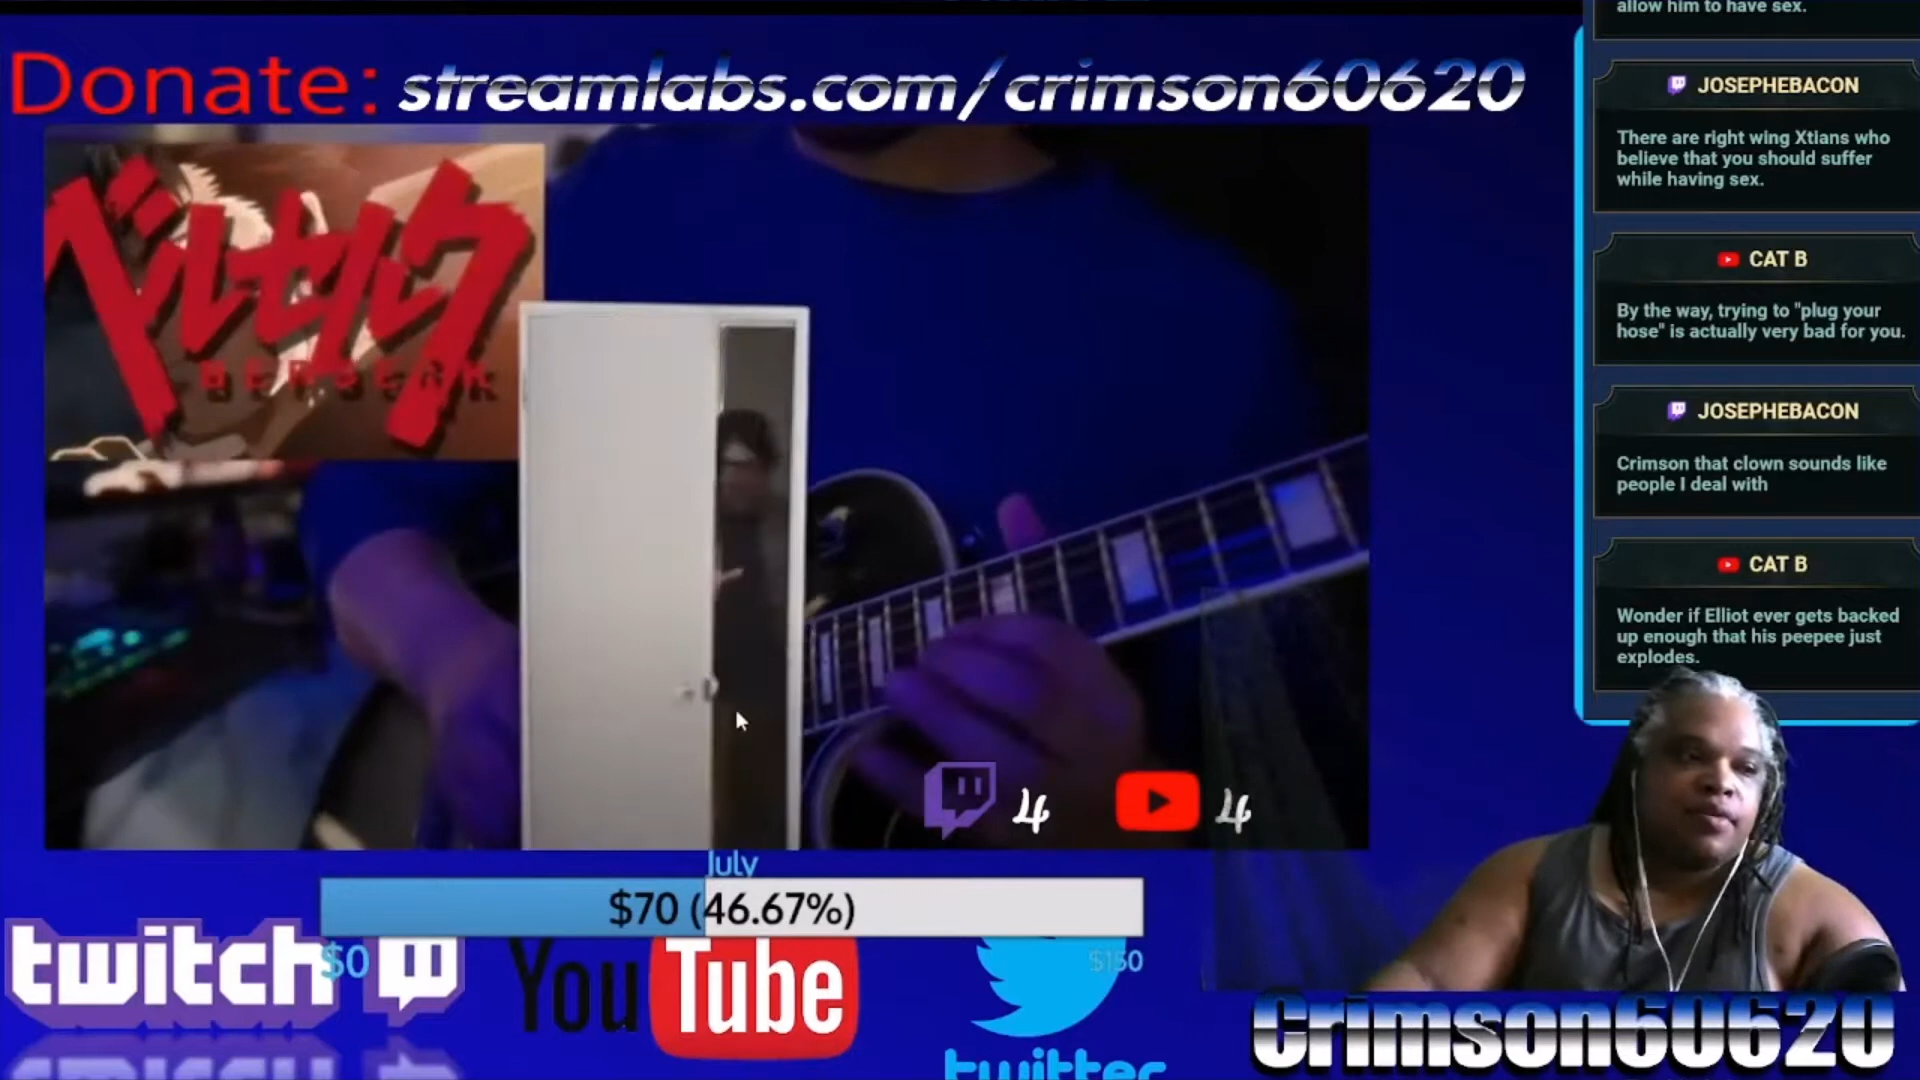 allow him to have sex.
Donate: streamlabs.com/crimson60620
JOSEPHEBACON
There are right wing Xtians who
believe that you should suffer
while having sex.
ベルセルク
BERSERK
CAT B
By the way, trying to "plug your
hose" is actually very bad for you.
JOSEPHEBACON
Crimson that clown sounds like
people I deal with
CAT B
Wonder if Elliot ever gets backed
up enough that his peepee just
explodes.
4
4
July
$70 (46.67%)
$0
$150
twitch
YouTube
twitter
Crimson60620